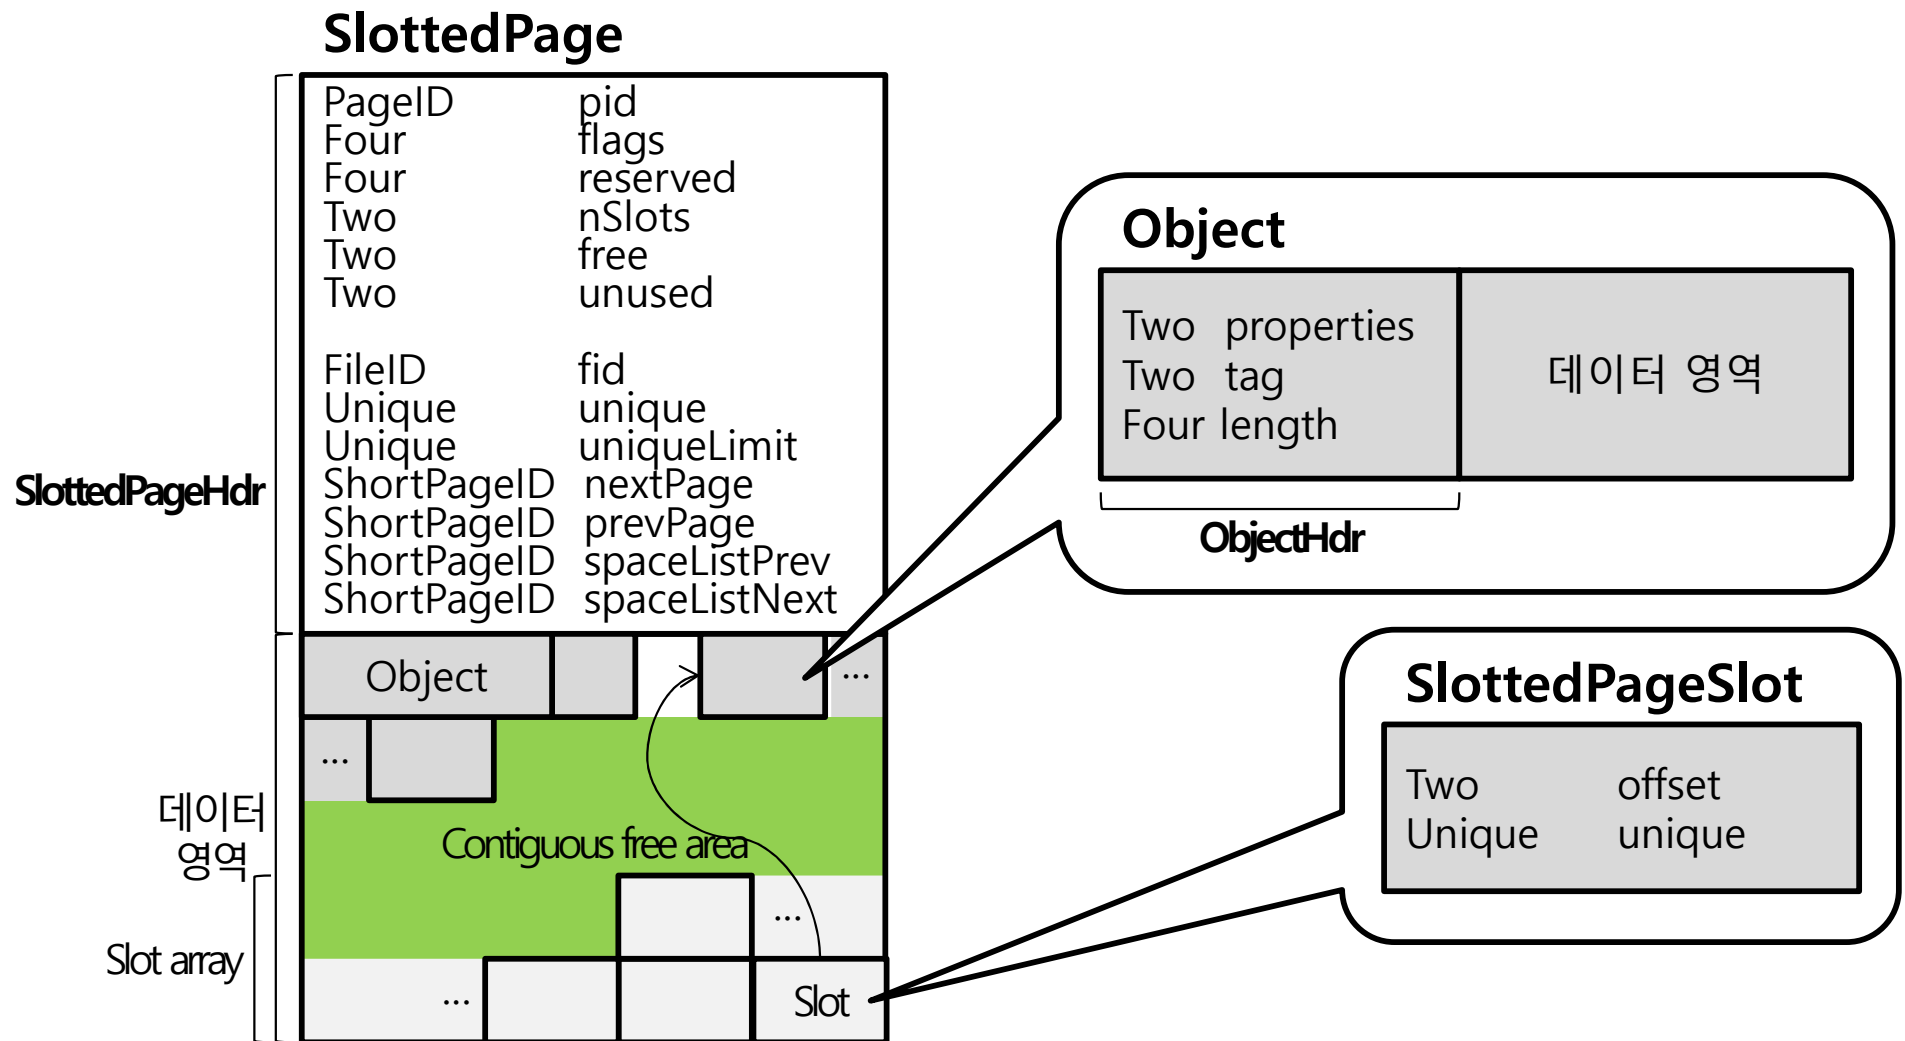 SlottedPage
PageID pid
Four flags
Four reserved
Two nSlots
Two free
Two unused
FileID fid
Unique unique
Unique uniqueLimit
ShortPageID nextPage
ShortPageID prevPage
ShortPageID spaceListPrev
ShortPageID spaceListNext
SlottedPageHdr
Object
...
...
Contiguous free area
...
... Slot
데이터
영역
Slot array
Object
Two properties
Two tag
Four length
데이터 영역
ObjectHdr
SlottedPageSlot
Two offset
Unique unique